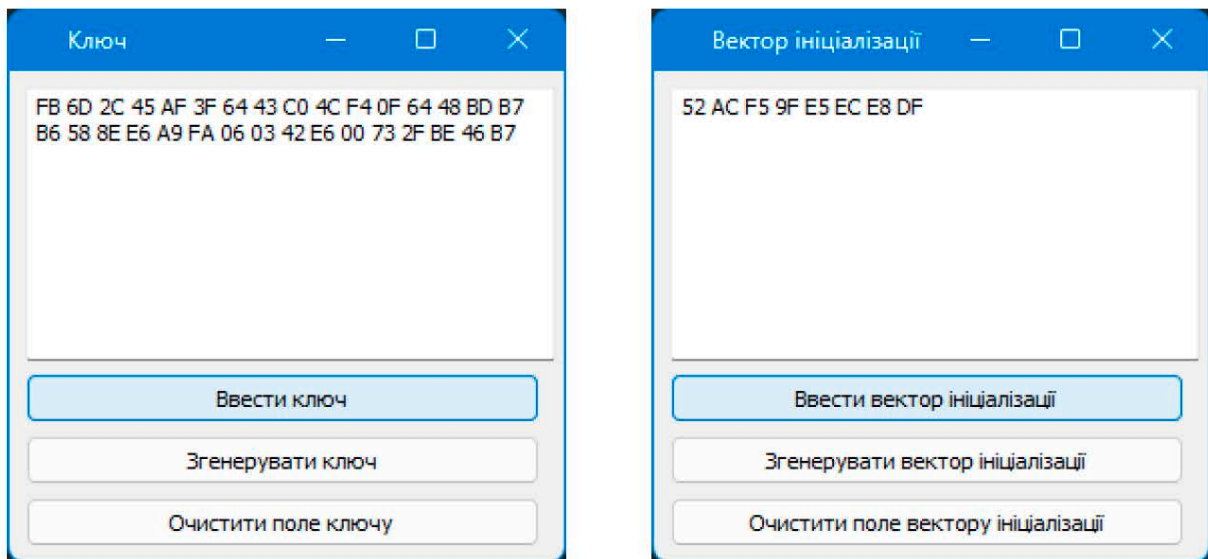 Ключ
FB 6D 2C 45 AF 3F 64 43 C0 4C F4 0F 64 48 BD B7
B6 58 8E E6 A9 FA 06 03 42 E6 00 73 2F BE 46 B7
Ввести ключ
Згенерувати ключ
Очистити поле ключу
Вектор ініціалізації
52 AC F5 9F E5 EC E8 DF
Ввести вектор ініціалізації
Згенерувати вектор ініціалізації
Очистити поле вектору ініціалізації